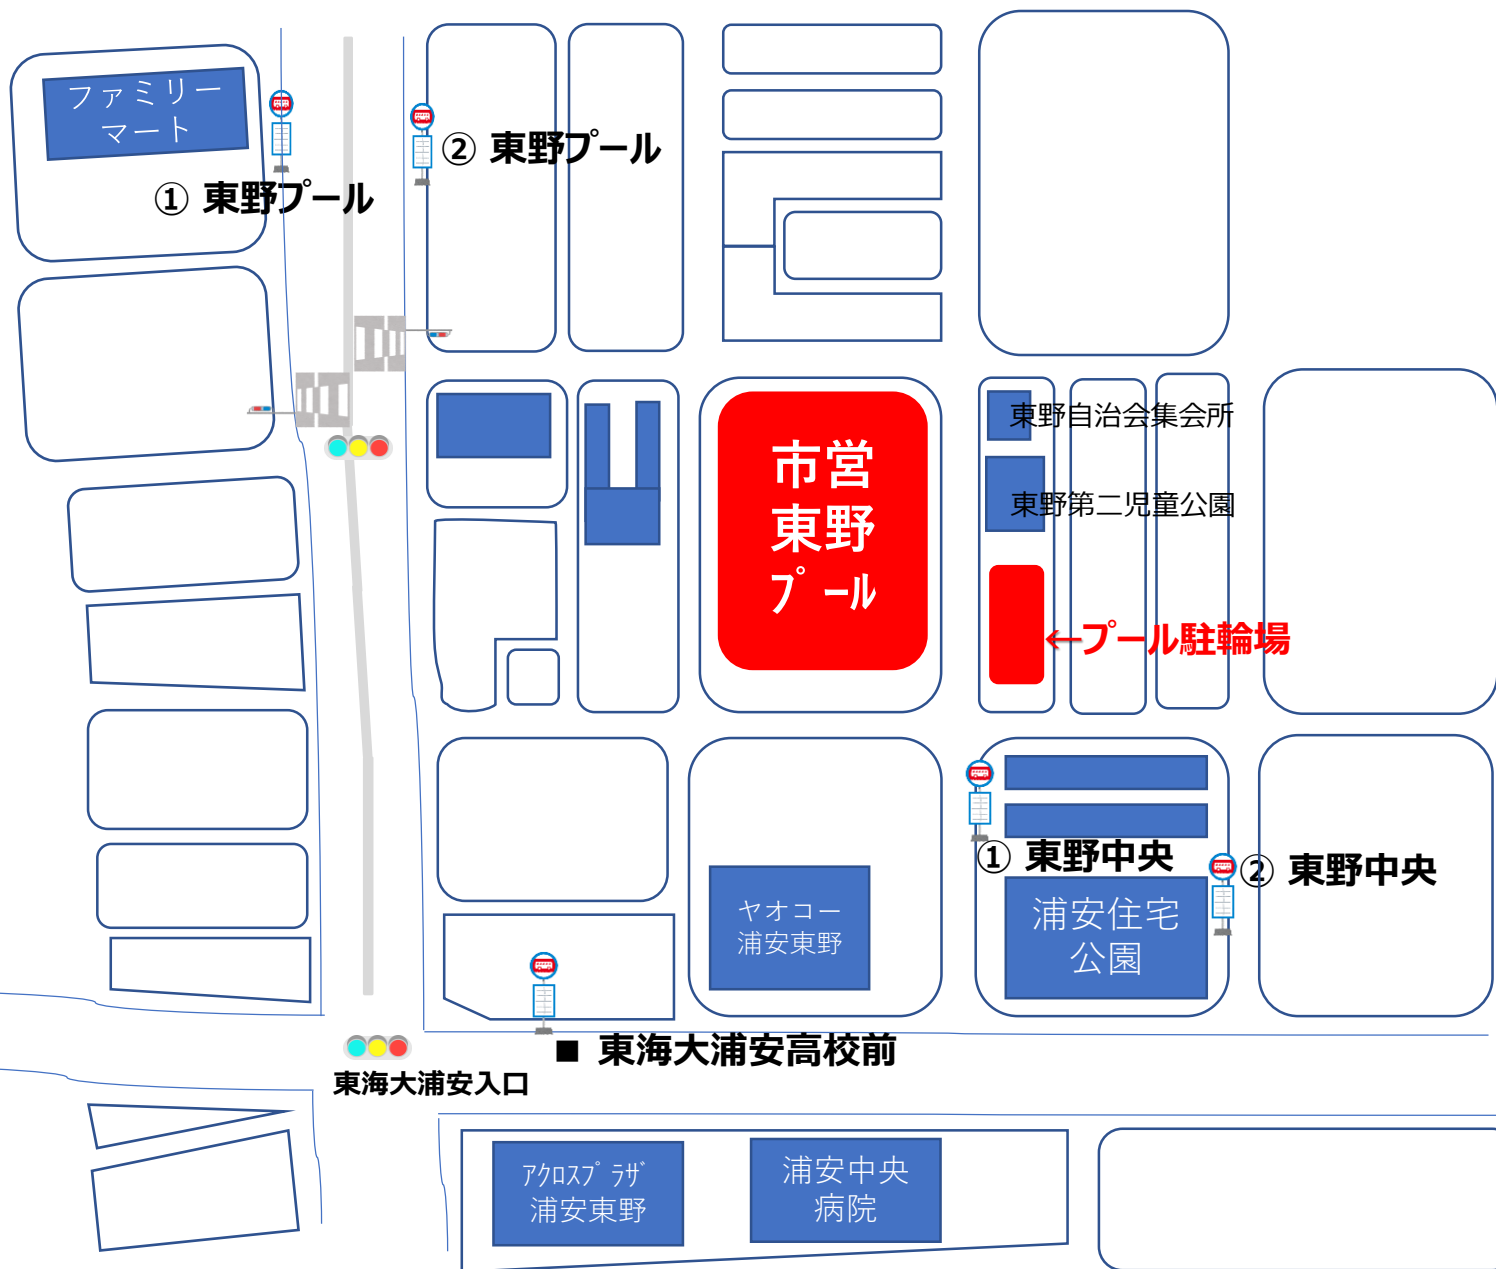 ファミリー
マート
① 東野プール
② 東野プール
市営
東野
プール
東野自治会集会所
東野第二児童公園
←プール駐輪場
① 東野中央
② 東野中央
ヤオコー
浦安東野
浦安住宅
公園
■ 東海大浦安高校前
東海大浦安入口
アクロスプラザ
浦安東野
浦安中央
病院